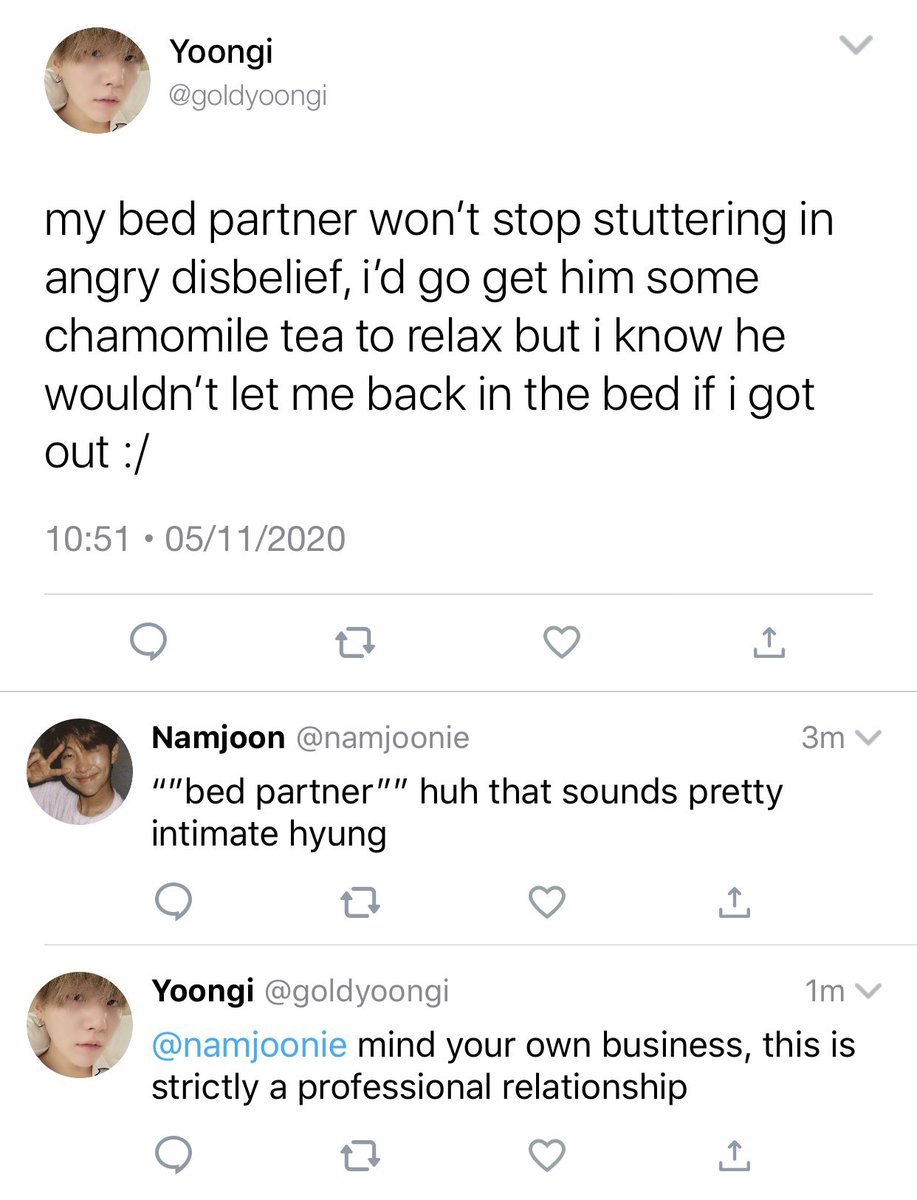 Yoongi
@goldyoongi
my bed partner won’t stop stuttering in
angry disbelief, i’d go get him some
chamomile tea to relax but i know he
wouldn’t let me back in the bed if i got
out :/
10:51 • 05/11/2020
Namjoon @namjoonie 3m
“”bed partner”” huh that sounds pretty
intimate hyung
Yoongi @goldyoongi 1m
@namjoonie mind your own business, this is
strictly a professional relationship